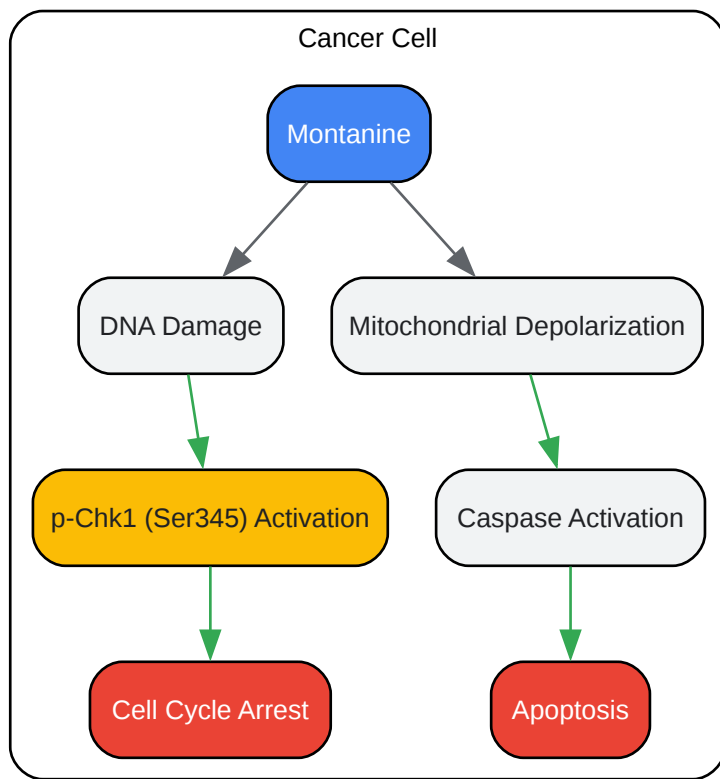 Cancer Cell
Montanine
DNA Damage
Mitochondrial Depolarization
p-Chk1 (Ser345) Activation
Caspase Activation
Cell Cycle Arrest
Apoptosis